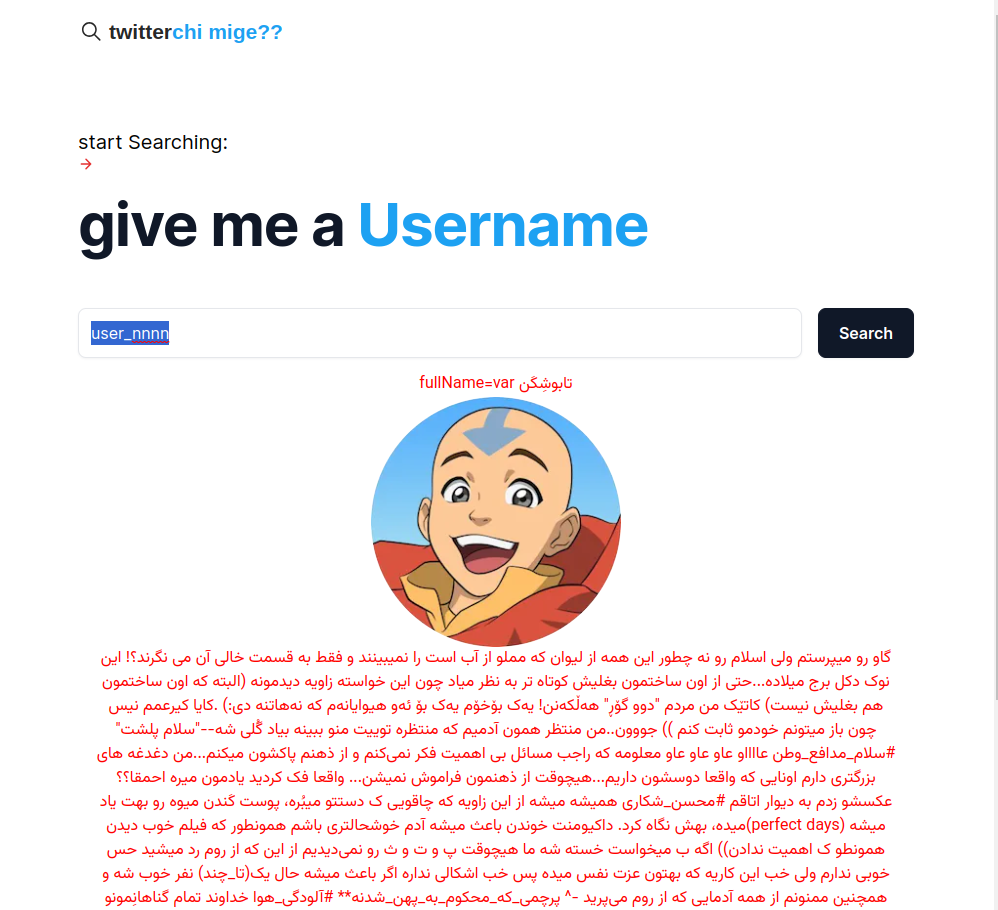 twitterchi mige??
start Searching:
→
give me a Username
user_nnnn
Search
fullName=var تابوشِکَن
گاو رو میپرستم ولی اسلام رو نه چطور این همه از لیوان که مملو از آب است را نمیبینند و فقط به قسمت خالی آن می نگرند؟! این
نوک دکل برج میلاده...حتی از اون ساختمون بغلیش کوتاه تر به نظر میاد چون این خواسته زاویه دیدمونه (البته که اون ساختمون
هم بغلیش نیست) کاتێک من مردم "دوو گۆڕ" هەڵکەنن! یەک بۆخۆم یەک بۆ ئەو هیوایانەم کە نەهاتنە دی:) .کایا کیرعمم نیس
چون باز میتونم خودمو ثابت کنم )) جووون..من منتظر همون آدمیم که منتظره توییت منو ببینه بیاد گُلی شه--"سلام پلشت"
#سلام_مدافع_وطن عاااااو عاو عاو عاو معلومه که راجب مسائل بی اهمیت فکر نمی‌کنم و از ذهنم پاکشون میکنم...من دغدغه های
بزرگتری دارم اونایی که واقعا دوسشون داریم...هیچوقت از ذهنمون فراموش نمیشن... واقعا فک کردید یادمون میره احمقا؟؟
عکسشو زدم به دیوار اتاقم #محسن_شکاری همیشه میشه از این زاویه که چاقویی ک دستتو میبُره، پوست کَندن میوه رو بهت یاد
میشه (perfect days)میده، بهش نگاه کرد. داکیومنت خوندن باعث میشه آدم خوشحالتری باشم همونطور که فیلم خوب دیدن
همونطو ک اهمیت ندادن)) اگه ب میخواست خسته شه ما هیچوقت پ و ت و ث رو نمی‌دیدیم از این که از روم رد میشید حس
خوبی ندارم ولی خب این کاریه که بهتون عزت نفس میده پس خب اشکالی نداره اگر باعث میشه حال یک(تا_چند) نفر خوب شه و
همچنین ممنونم از همه آدمایی که از روم می‌پرید -^ پرچمی_که_محکوم_به_پهن_شدنه** #آلودگی_هوا خداوند تمام گناهانِمونو